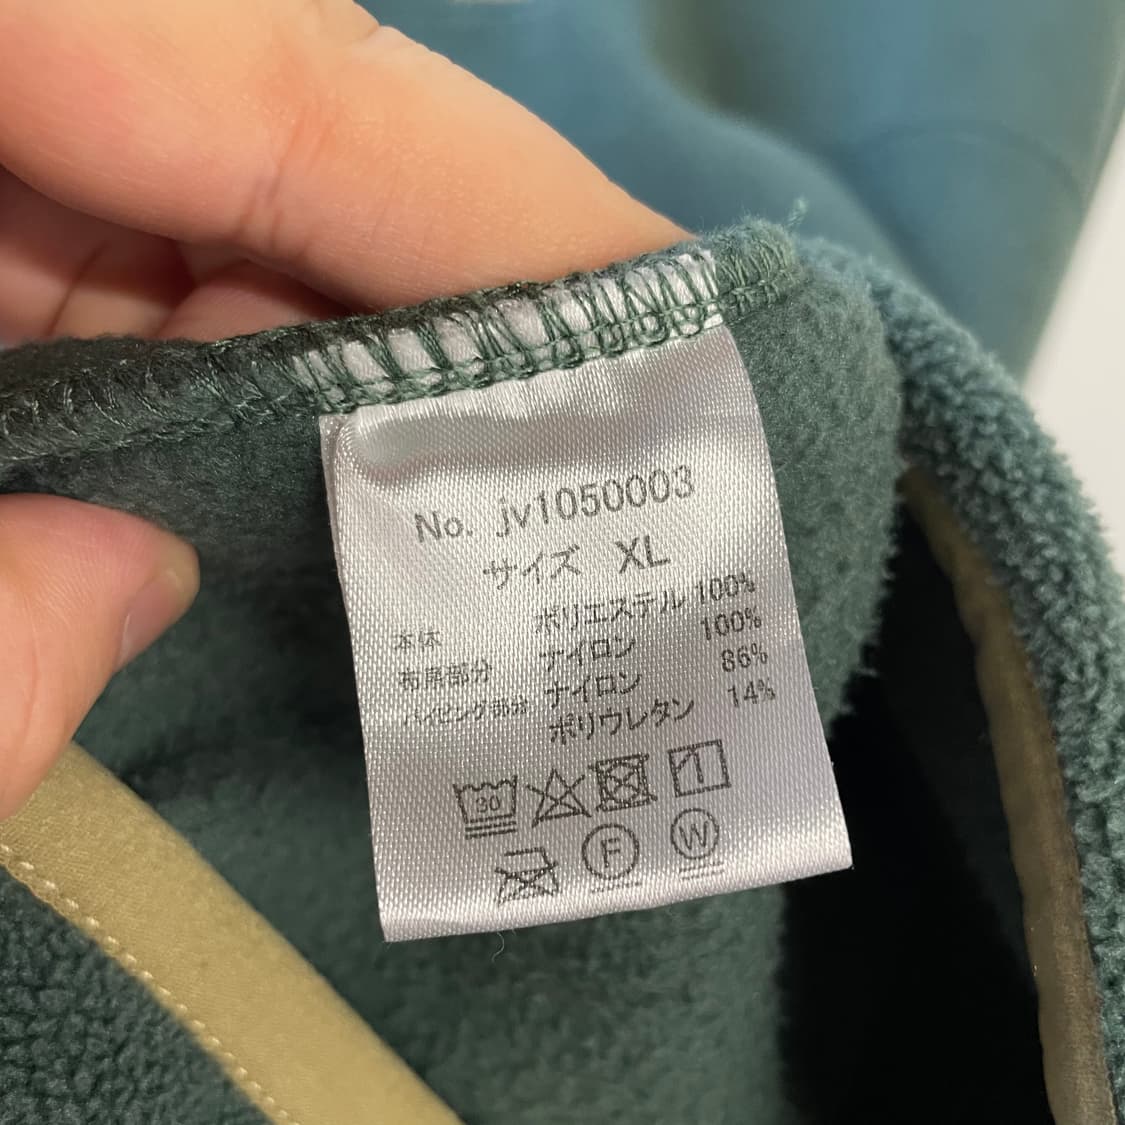 No. jv1050003
サイズ XL
本体 ポリエステル 100%
布帛部分 ナイロン 100%
パイピング部分 ナイロン 86%
ポリウレタン 14%
30
F
W